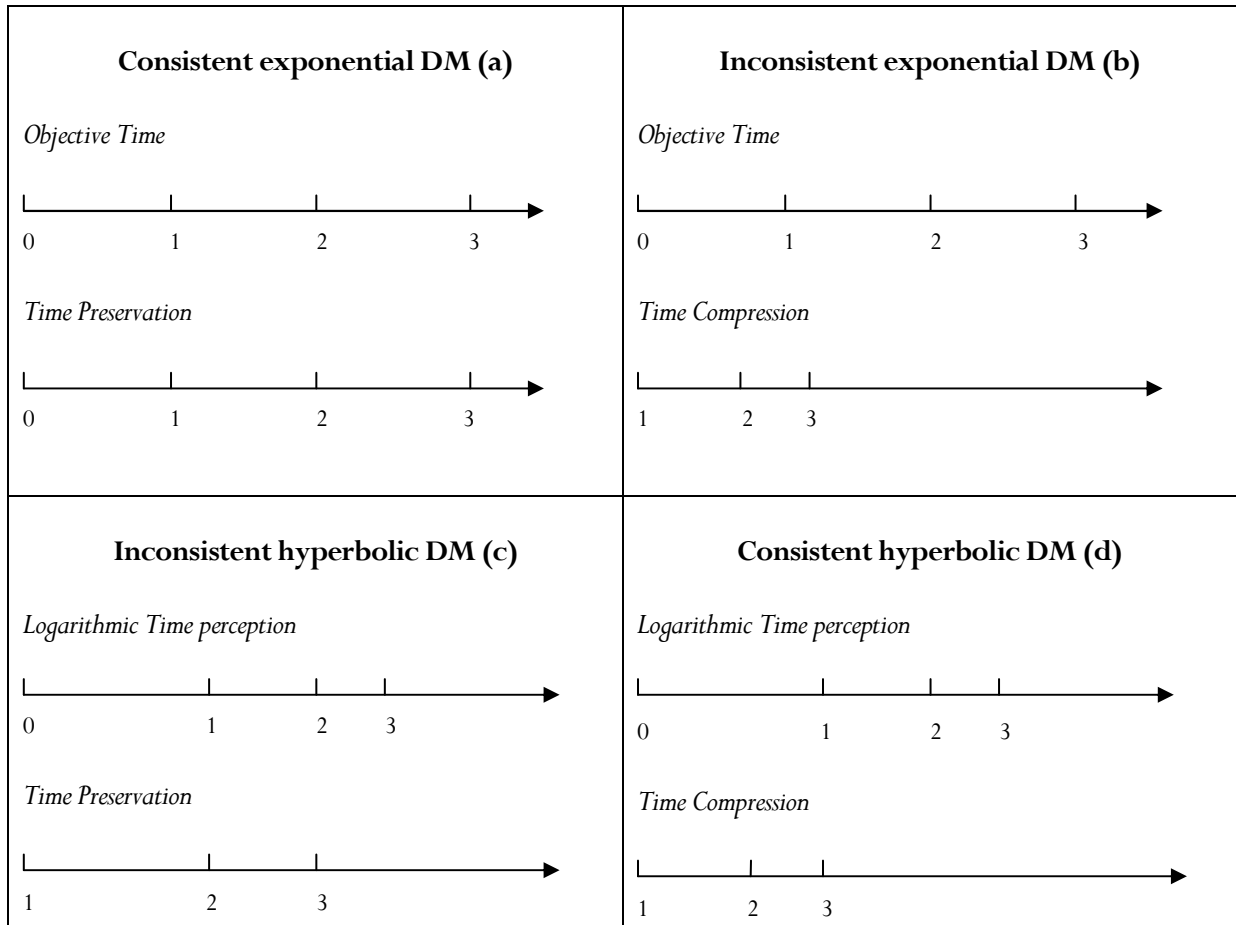 Consistent exponential DM (a)
Objective Time
0 1 2 3
Time Preservation
0 1 2 3
Inconsistent exponential DM (b)
Objective Time
0 1 2 3
Time Compression
1 2 3
Inconsistent hyperbolic DM (c)
Logarithmic Time perception
0 1 2 3
Time Preservation
1 2 3
Consistent hyperbolic DM (d)
Logarithmic Time perception
0 1 2 3
Time Compression
1 2 3